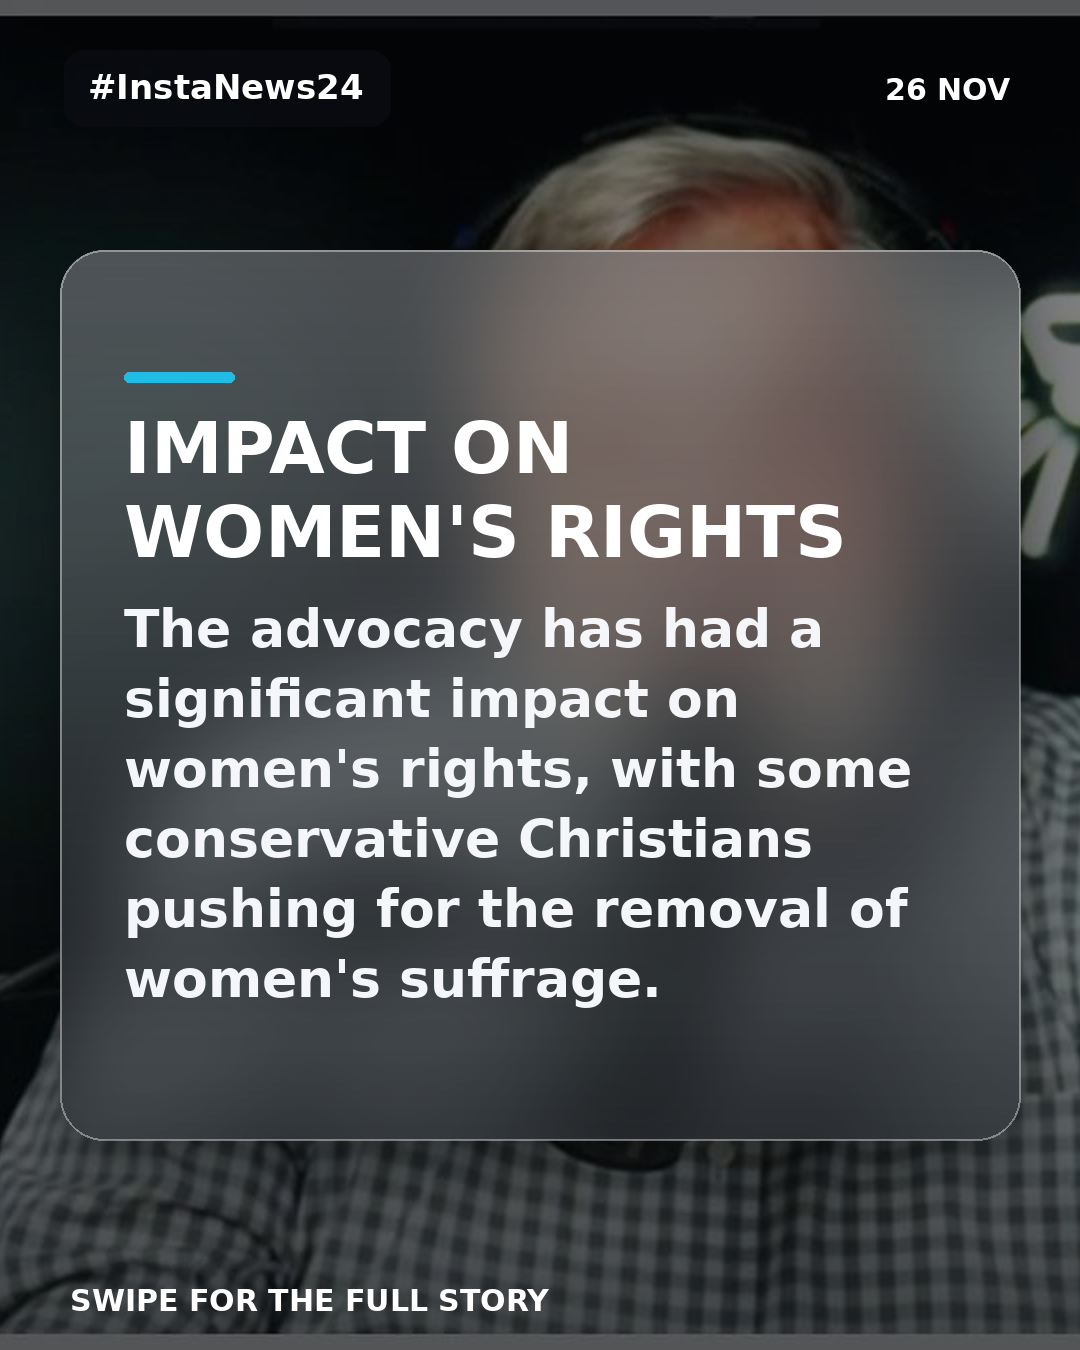 #InstaNews24
26 NOV
IMPACT ON
WOMEN'S RIGHTS
The advocacy has had a
significant impact on
women's rights, with some
conservative Christians
pushing for the removal of
women's suffrage.
SWIPE FOR THE FULL STORY